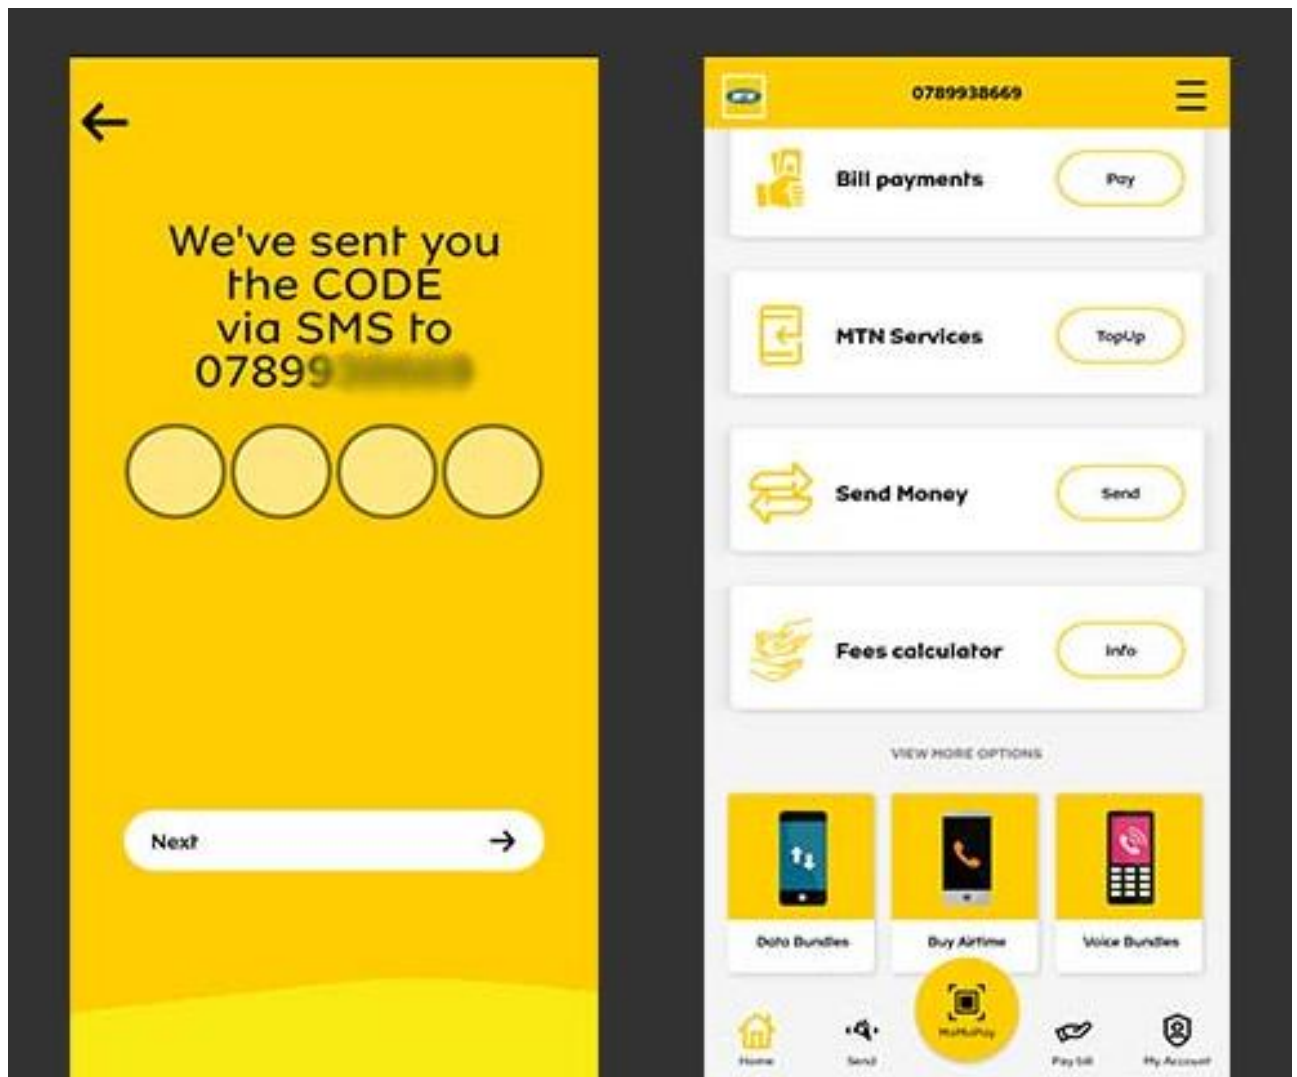 We've sent you
the CODE
via SMS to
07899
0789938669
Bill payments
Pay
MTN Services
TopUp
Send Money
Send
Fees calculator
Info
VIEW MORE OPTIONS
Data Bundles
Buy Airtime
Voice Bundles
Next
Home
Send
MoMoPay
Pay bill
My Account